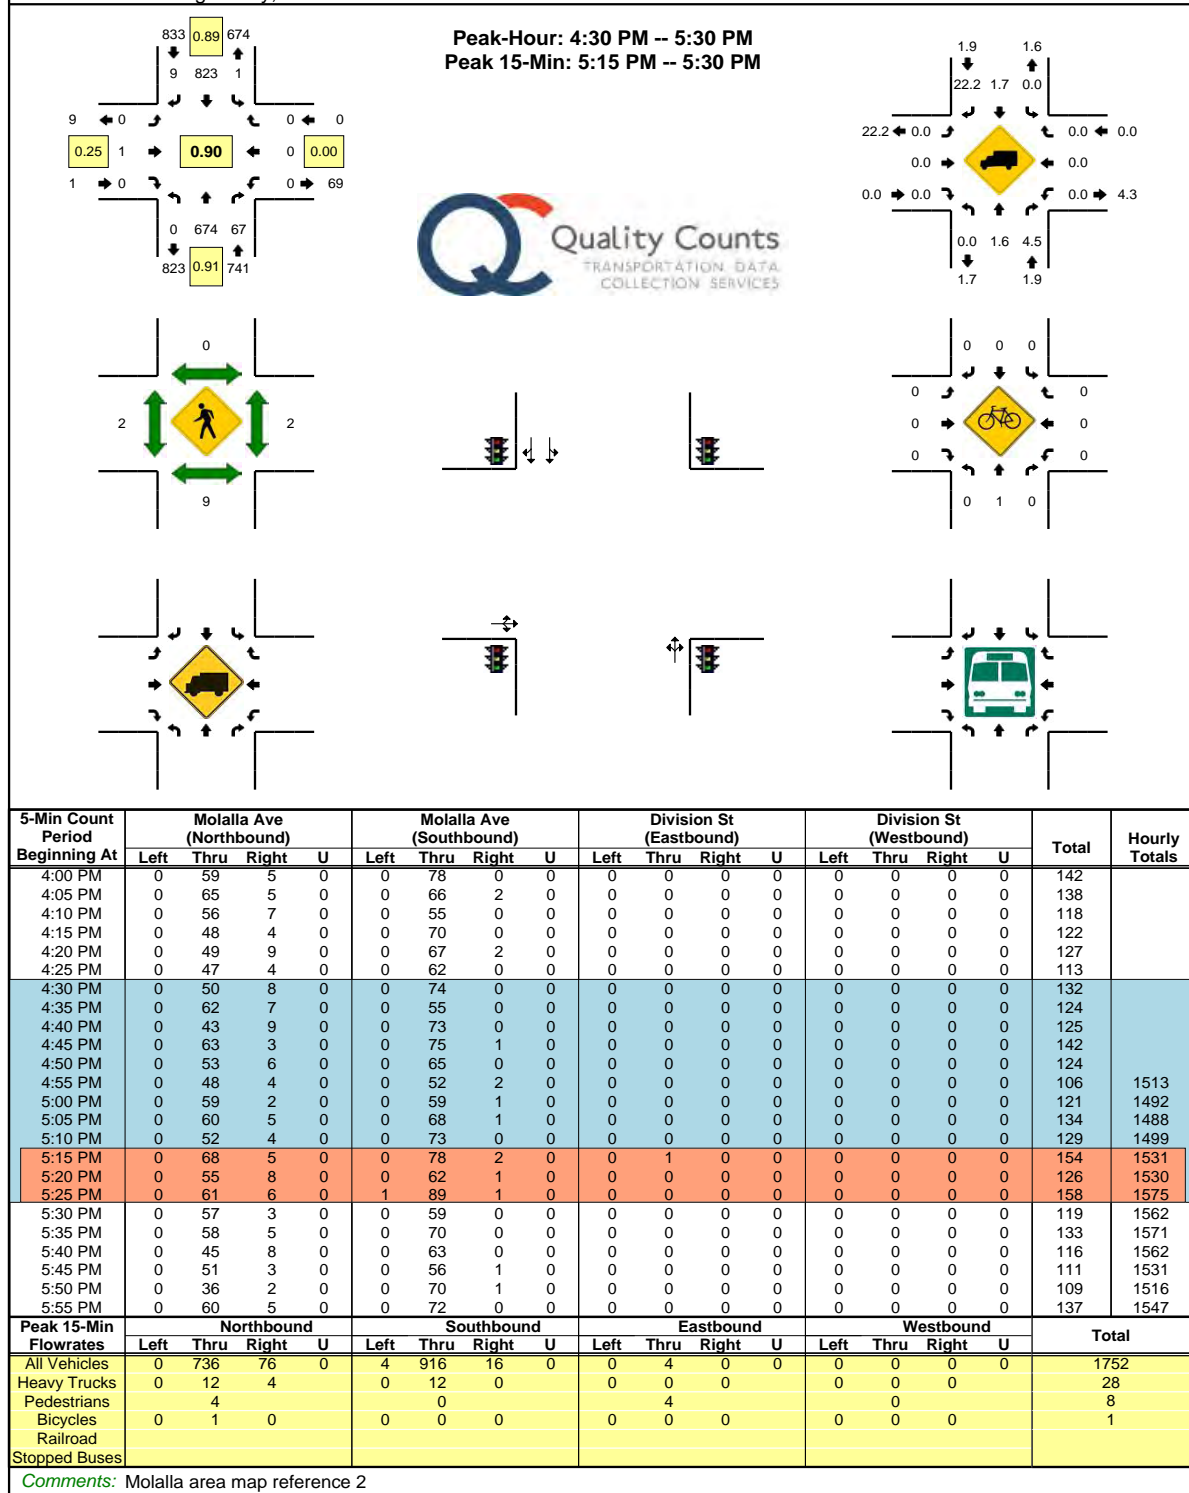 833 0.89 674
9 823 1
9 0 0 0
0.25 1 0.90 0 0.00
1 0 0 69
0 674 67
823 0.91 741
Peak-Hour: 4:30 PM -- 5:30 PM
Peak 15-Min: 5:15 PM -- 5:30 PM
QC Quality Counts
TRANSPORTATION DATA
COLLECTION SERVICES
1.9 1.6
22.2 1.7 0.0
22.2 0.0 0.0 0.0
0.0 0.0
0.0 0.0 0.0 4.3
0.0 1.6 4.5
1.7 1.9
0
2 2
9
0 0 0
0 0
0 0
0 0
0 1 0
5-Min Count Period Beginning At Molalla Ave (Northbound) Molalla Ave (Southbound) Division St (Eastbound) Division St (Westbound) Total Hourly Totals
Left Thru Right U Left Thru Right U Left Thru Right U Left Thru Right U
4:00 PM 0 59 5 0 0 78 0 0 0 0 0 0 0 0 0 0 142
4:05 PM 0 65 5 0 0 66 2 0 0 0 0 0 0 0 0 0 138
4:10 PM 0 56 7 0 0 55 0 0 0 0 0 0 0 0 0 0 118
4:15 PM 0 48 4 0 0 70 0 0 0 0 0 0 0 0 0 0 122
4:20 PM 0 49 9 0 0 67 2 0 0 0 0 0 0 0 0 0 127
4:25 PM 0 47 4 0 0 62 0 0 0 0 0 0 0 0 0 0 113
4:30 PM 0 50 8 0 0 74 0 0 0 0 0 0 0 0 0 0 132
4:35 PM 0 62 7 0 0 55 0 0 0 0 0 0 0 0 0 0 124
4:40 PM 0 43 9 0 0 73 0 0 0 0 0 0 0 0 0 0 125
4:45 PM 0 63 3 0 0 75 1 0 0 0 0 0 0 0 0 0 142
4:50 PM 0 53 6 0 0 65 0 0 0 0 0 0 0 0 0 0 124
4:55 PM 0 48 4 0 0 52 2 0 0 0 0 0 0 0 0 0 106 1513
5:00 PM 0 59 2 0 0 59 1 0 0 0 0 0 0 0 0 0 121 1492
5:05 PM 0 60 5 0 0 68 1 0 0 0 0 0 0 0 0 0 134 1488
5:10 PM 0 52 4 0 0 73 0 0 0 0 0 0 0 0 0 0 129 1499
5:15 PM 0 68 5 0 0 78 2 0 0 1 0 0 0 0 0 0 154 1531
5:20 PM 0 55 8 0 0 62 1 0 0 0 0 0 0 0 0 0 126 1530
5:25 PM 0 61 6 0 1 89 1 0 0 0 0 0 0 0 0 0 158 1575
5:30 PM 0 57 3 0 0 59 0 0 0 0 0 0 0 0 0 0 119 1562
5:35 PM 0 58 5 0 0 70 0 0 0 0 0 0 0 0 0 0 133 1571
5:40 PM 0 45 8 0 0 63 0 0 0 0 0 0 0 0 0 0 116 1562
5:45 PM 0 51 3 0 0 56 1 0 0 0 0 0 0 0 0 0 111 1531
5:50 PM 0 36 2 0 0 70 1 0 0 0 0 0 0 0 0 0 109 1516
5:55 PM 0 60 5 0 0 72 0 0 0 0 0 0 0 0 0 0 137 1547
Peak 15-Min Flowrates Northbound Southbound Eastbound Westbound Total
Left Thru Right U Left Thru Right U Left Thru Right U Left Thru Right U
All Vehicles 0 736 76 0 4 916 16 0 0 4 0 0 0 0 0 0 1752
Heavy Trucks 0 12 4 0 12 0 0 0 0 0 0 0 28
Pedestrians 4 0 4 0 8
Bicycles 0 1 0 0 0 0 0 0 0 0 0 0 1
Railroad
Stopped Buses
Comments: Molalla area map reference 2